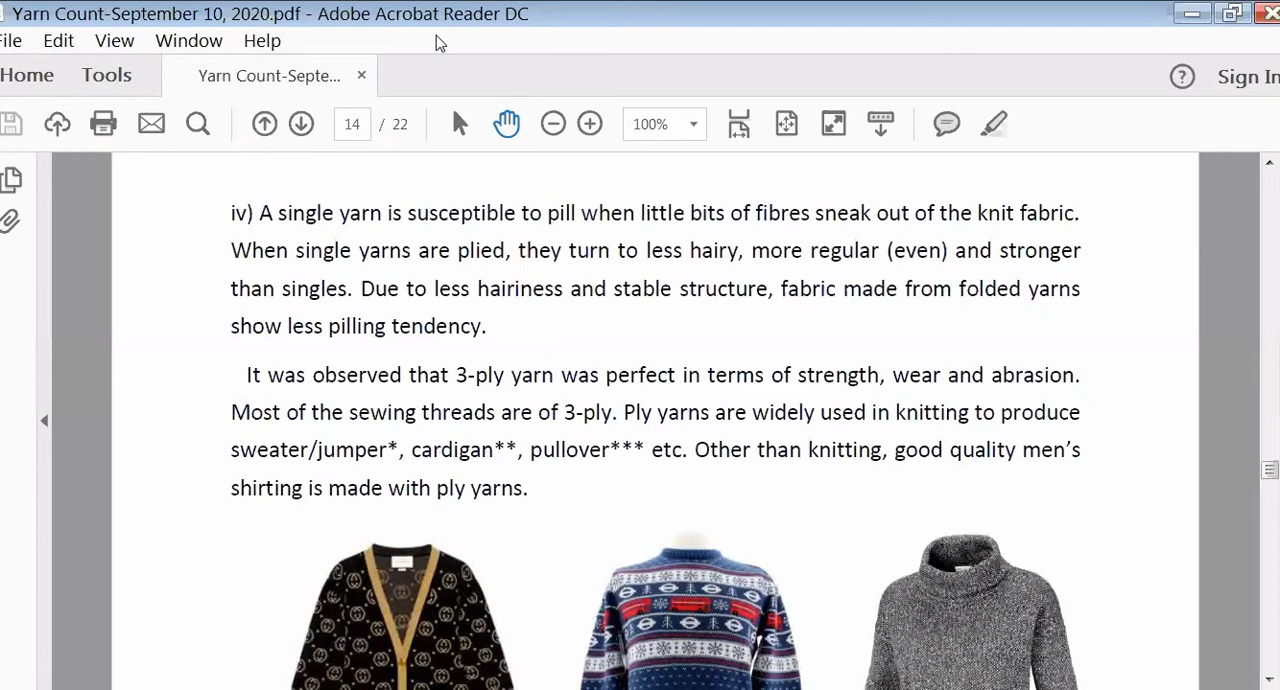 Yarn Count-September 10, 2020.pdf - Adobe Acrobat Reader DC
File Edit View Window Help
Home Tools Yarn Count-Septe... × ? Sign In
14 / 22 100%
iv) A single yarn is susceptible to pill when little bits of fibres sneak out of the knit fabric.
When single yarns are plied, they turn to less hairy, more regular (even) and stronger
than singles. Due to less hairiness and stable structure, fabric made from folded yarns
show less pilling tendency.
It was observed that 3-ply yarn was perfect in terms of strength, wear and abrasion.
Most of the sewing threads are of 3-ply. Ply yarns are widely used in knitting to produce
sweater/jumper*, cardigan**, pullover*** etc. Other than knitting, good quality men’s
shirting is made with ply yarns.